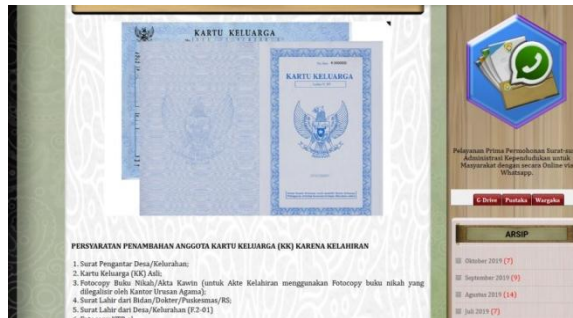 KARTU KELUARGA
KARTU KELUARGA
PERSYARATAN PENAMBAHAN ANGGOTA KARTU KELUARGA (KK) KARENA KELAHIRAN
1. Surat Pengantar Desa/Kelurahan;
2. Kartu Keluarga (KK) Asli;
3. Fotocopy Buku Nikah/Akta Kawin (untuk Akte Kelahiran menggunakan Fotocopy buku nikah yang
dilegalisir oleh Kantor Urusan Agama);
4. Surat Lahir dari Bidan/Dokter/Puskesmas/RS;
5. Surat Lahir dari Desa/Kelurahan (F.2-01)
Pelayanan Prima Permohonan Surat-sur
Administrasi Kependudukan untuk
Masyarakat dengan secara Online via
Whatsapp.
G-Drive Pustaka Wargaku
ARSIP
Oktober 2019 (7)
September 2019 (9)
Agustus 2019 (14)
Juli 2019 (7)